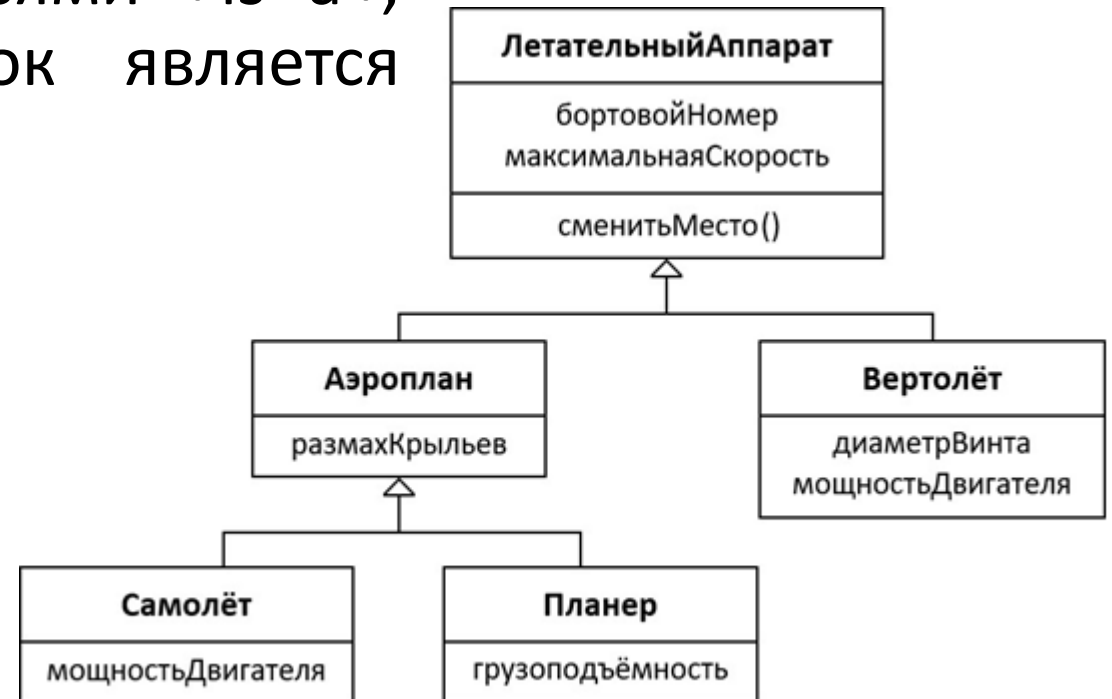 ок является
ЛетательныйАппарат
бортовойНомер
максимальнаяСкорость
сменитьМесто()
Аэроплан
размахКрыльев
Вертолёт
диаметрВинта
мощностьДвигателя
Самолёт
мощностьДвигателя
Планер
грузоподъёмность